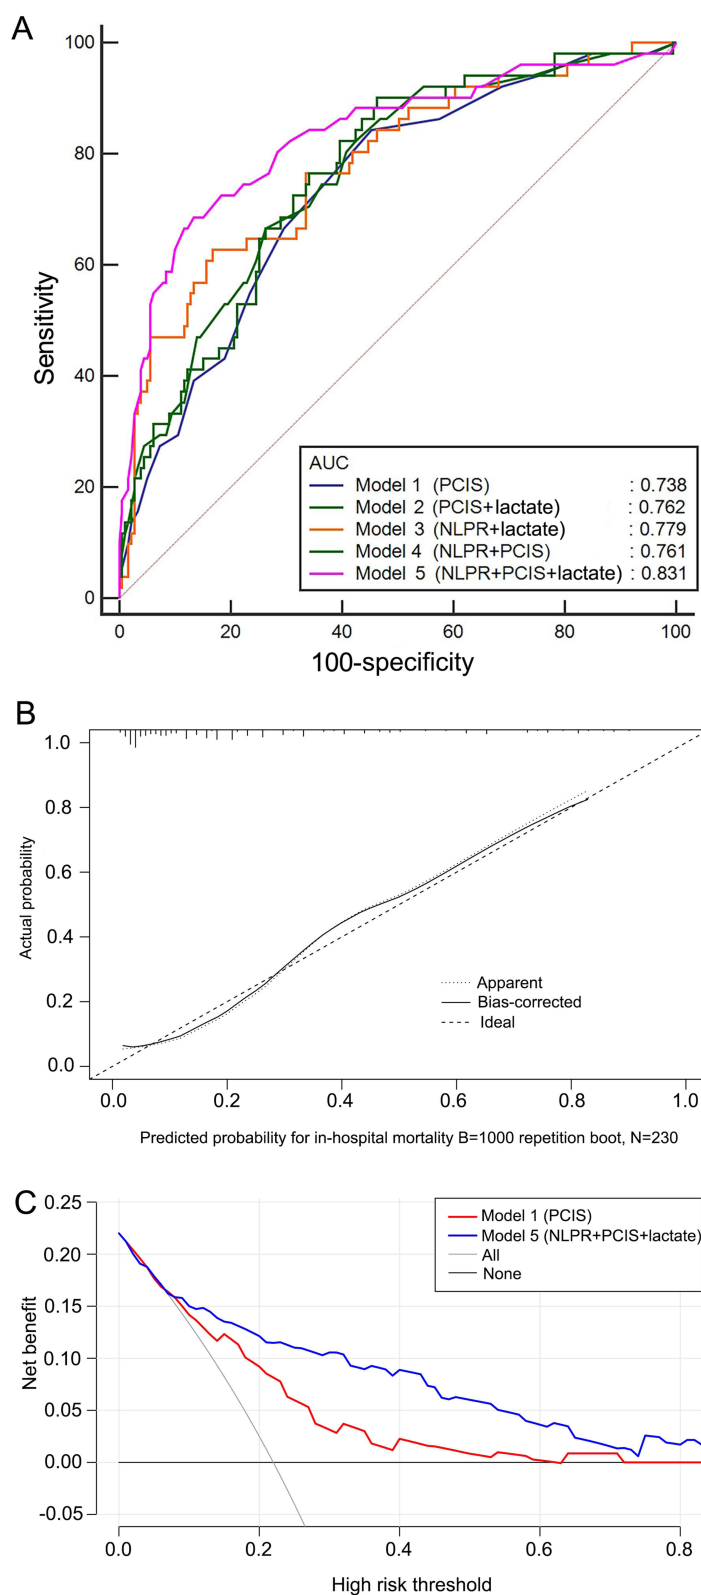 A
100
80
60
40
20
0
Sensitivity
AUC
Model 1 (PCIS) : 0.738
Model 2 (PCIS+lactate) : 0.762
Model 3 (NLPR+lactate) : 0.779
Model 4 (NLPR+PCIS) : 0.761
Model 5 (NLPR+PCIS+lactate) : 0.831
0 20 40 60 80 100
100-specificity
B
1.0
0.8
0.6
0.4
0.2
0.0
Actual probability
Apparent
Bias-corrected
Ideal
0.0 0.2 0.4 0.6 0.8 1.0
Predicted probability for in-hospital mortality B=1000 repetition boot, N=230
C
0.25
0.20
0.15
0.10
0.05
0.00
-0.05
Net benefit
Model 1 (PCIS)
Model 5 (NLPR+PCIS+lactate)
All
None
0.0 0.2 0.4 0.6 0.8
High risk threshold